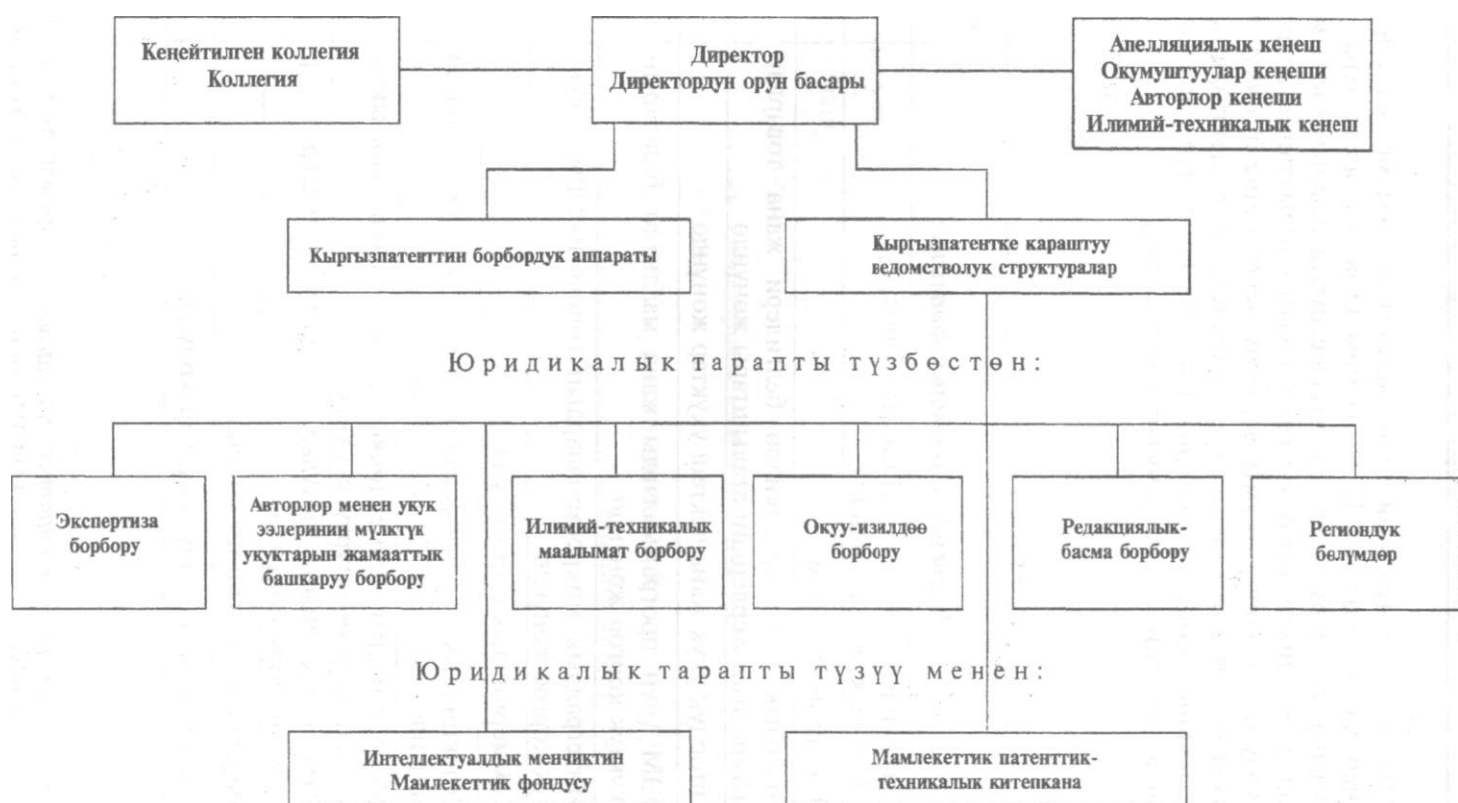 Кеңейтилген коллегия
Коллегия
Директор
Директордун орун басары
Апелляциялык кеңеш
Окумуштуулар кеңеши
Авторлор кеңеши
Илимий-техникалык кеңеш
Кыргызпатенттин борбордук аппараты
Кыргызпатентке караштуу
ведомстволук структуралар
Юридикалык тарапты түзбөстөн:
Экспертиза
борбору
Авторлор менен укук
ээлеринин мүлктүк
укуктарын жамааттык
башкаруу борбору
Илимий-техникалык
маалымат борбору
Окуу-изилдөө
борбору
Редакциялык-
басма борбору
Региондук
бөлүмдөр
Юридикалык тарапты түзүү менен:
Интеллектуалдык менчиктин
Мамлекеттик фондусу
Мамлекеттик патенттик-
техникалык китепкана